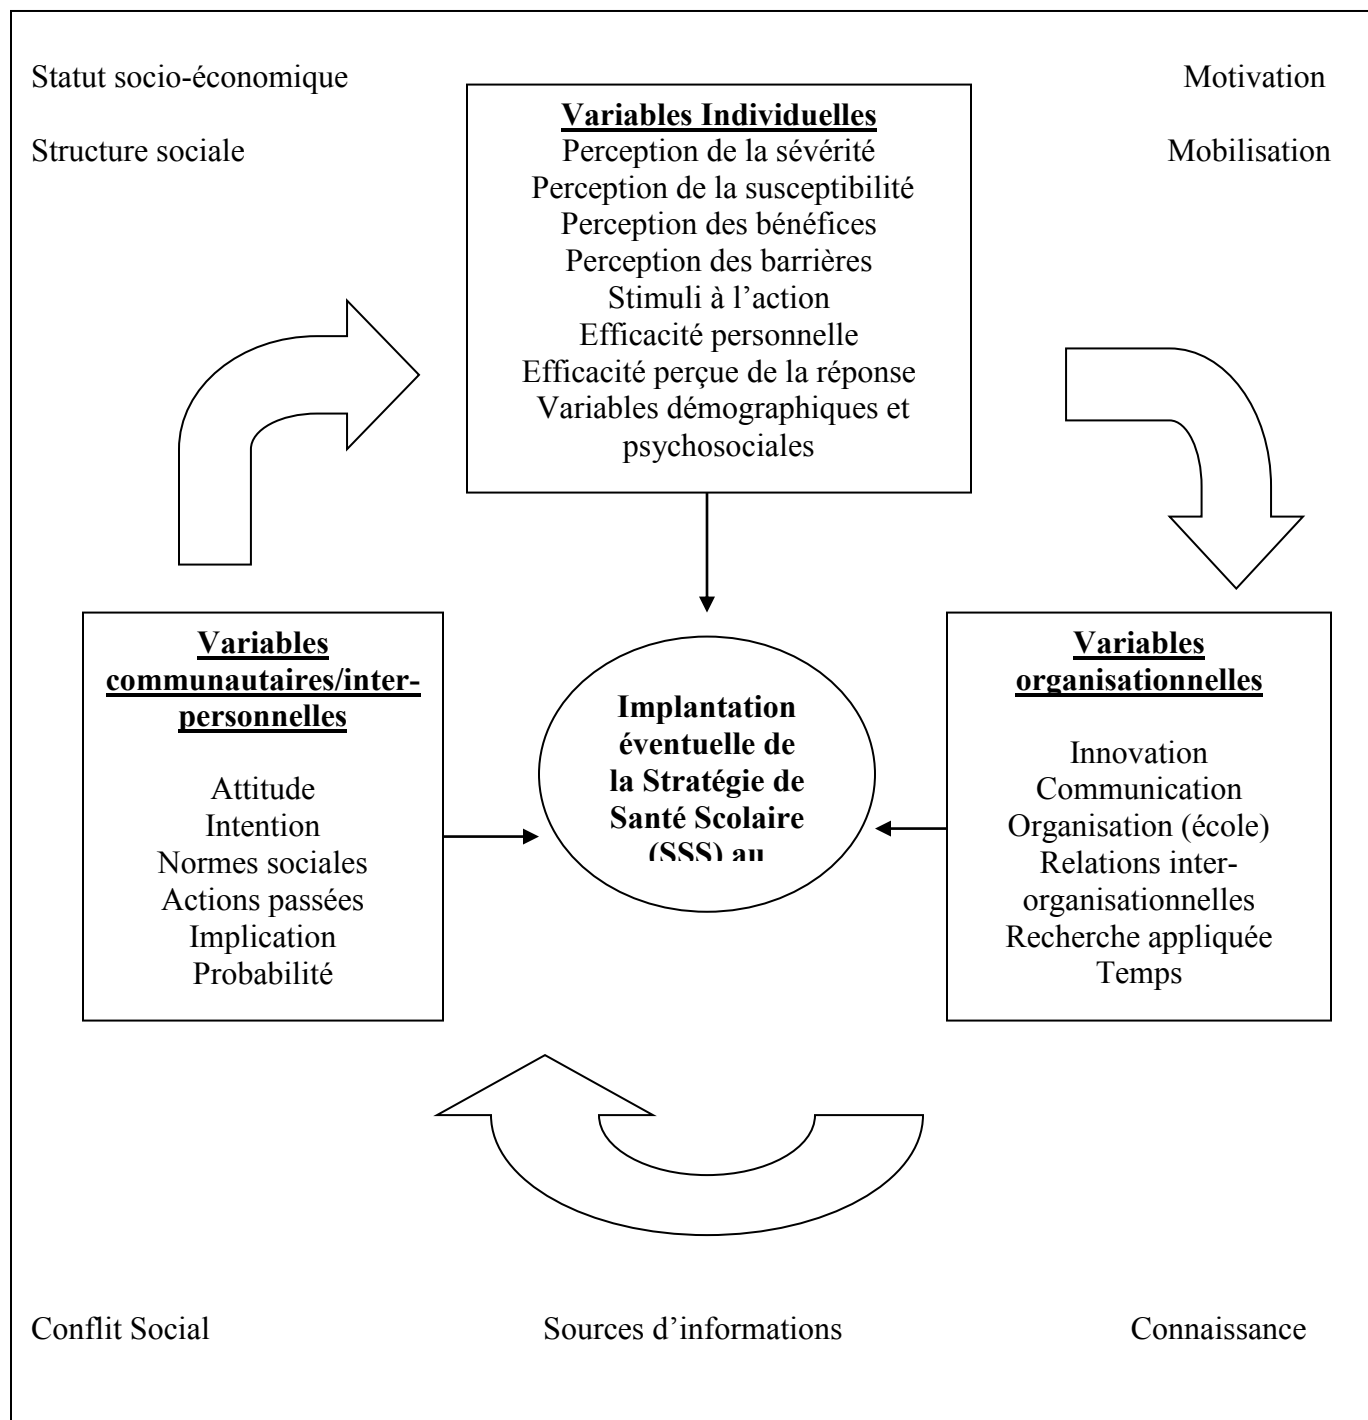 Statut socio-économique
Motivation
Structure sociale
Mobilisation
Variables Individuelles
Perception de la sévérité
Perception de la susceptibilité
Perception des bénéfices
Perception des barrières
Stimuli à l’action
Efficacité personnelle
Efficacité perçue de la réponse
Variables démographiques et
psychosociales
Variables
communautaires/inter-
personnelles
Attitude
Intention
Normes sociales
Actions passées
Implication
Probabilité
Implantation
éventuelle de
la Stratégie de
Santé Scolaire
(SSS) au
Variables
organisationnelles
Innovation
Communication
Organisation (école)
Relations inter-
organisationnelles
Recherche appliquée
Temps
Conflit Social
Sources d’informations
Connaissance